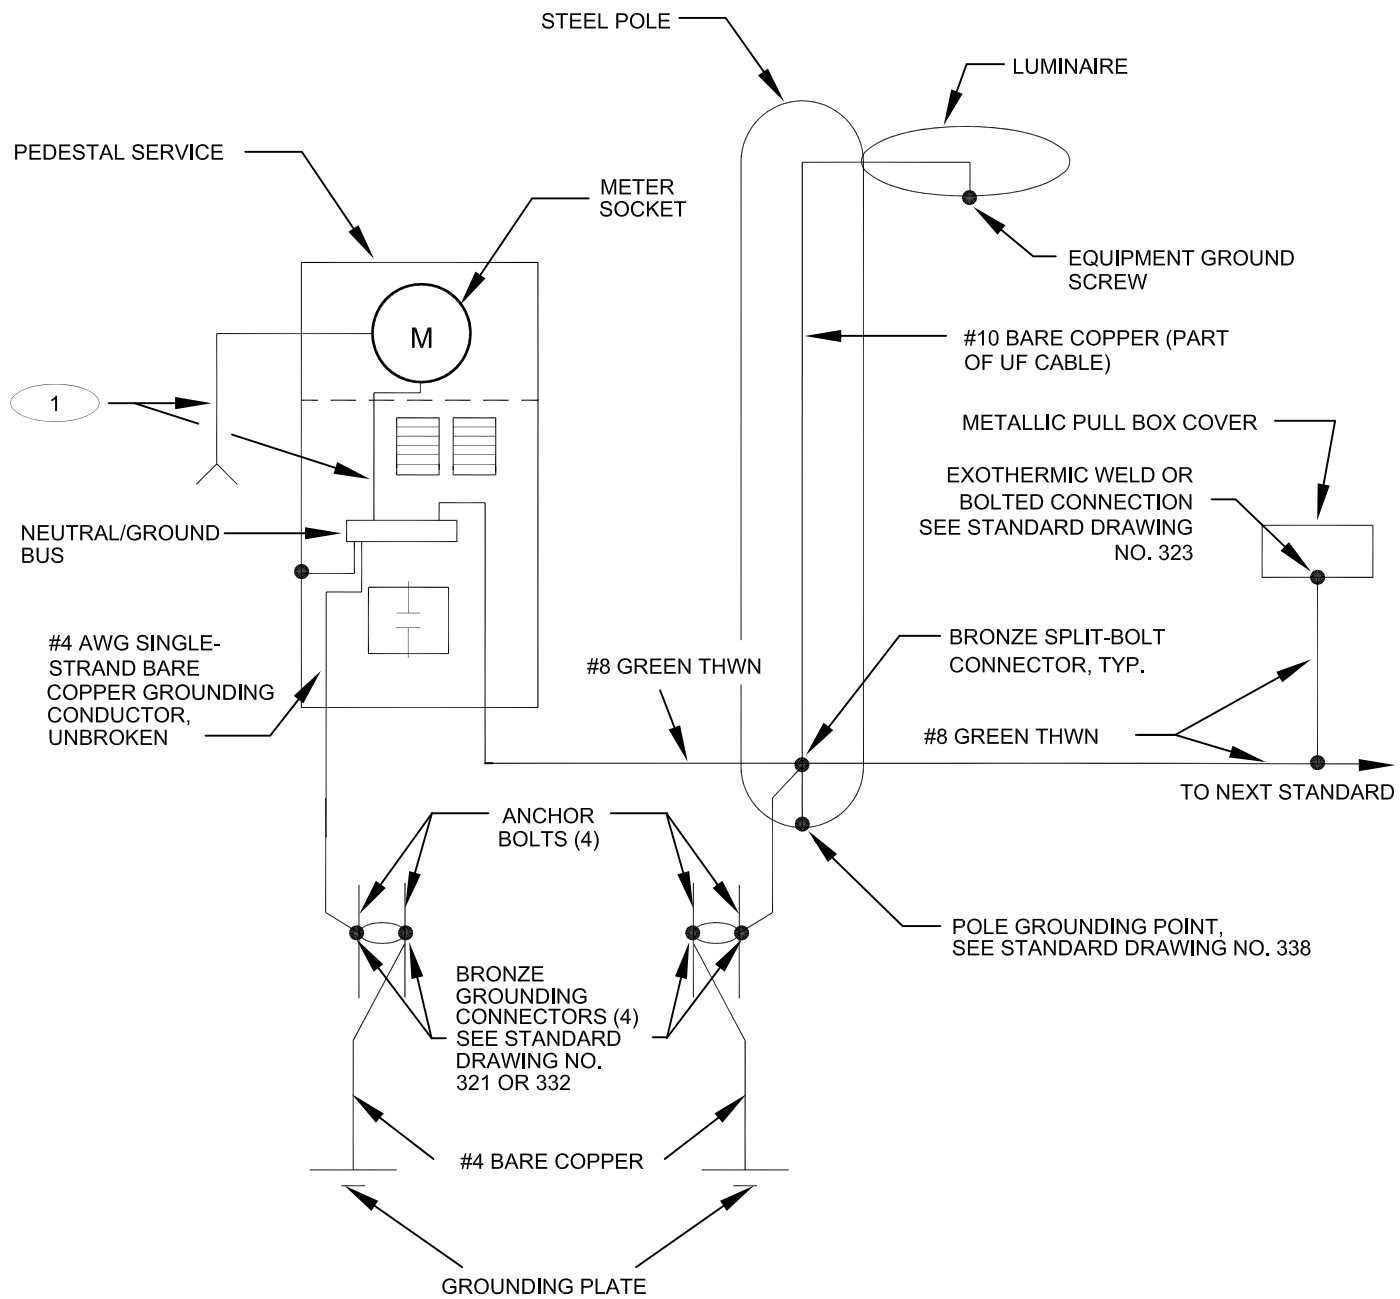 STEEL POLE
LUMINAIRE
PEDESTAL SERVICE
METER
SOCKET
EQUIPMENT GROUND
SCREW
M
#10 BARE COPPER (PART
OF UF CABLE)
1
METALLIC PULL BOX COVER
EXOTHERMIC WELD OR
BOLTED CONNECTION
SEE STANDARD DRAWING
NO. 323
NEUTRAL/GROUND
BUS
#4 AWG SINGLE-
STRAND BARE
COPPER GROUNDING
CONDUCTOR,
UNBROKEN
#8 GREEN THWN
BRONZE SPLIT-BOLT
CONNECTOR, TYP.
#8 GREEN THWN
TO NEXT STANDARD
ANCHOR
BOLTS (4)
POLE GROUNDING POINT,
SEE STANDARD DRAWING NO. 338
BRONZE
GROUNDING
CONNECTORS (4)
SEE STANDARD
DRAWING NO.
321 OR 332
#4 BARE COPPER
GROUNDING PLATE